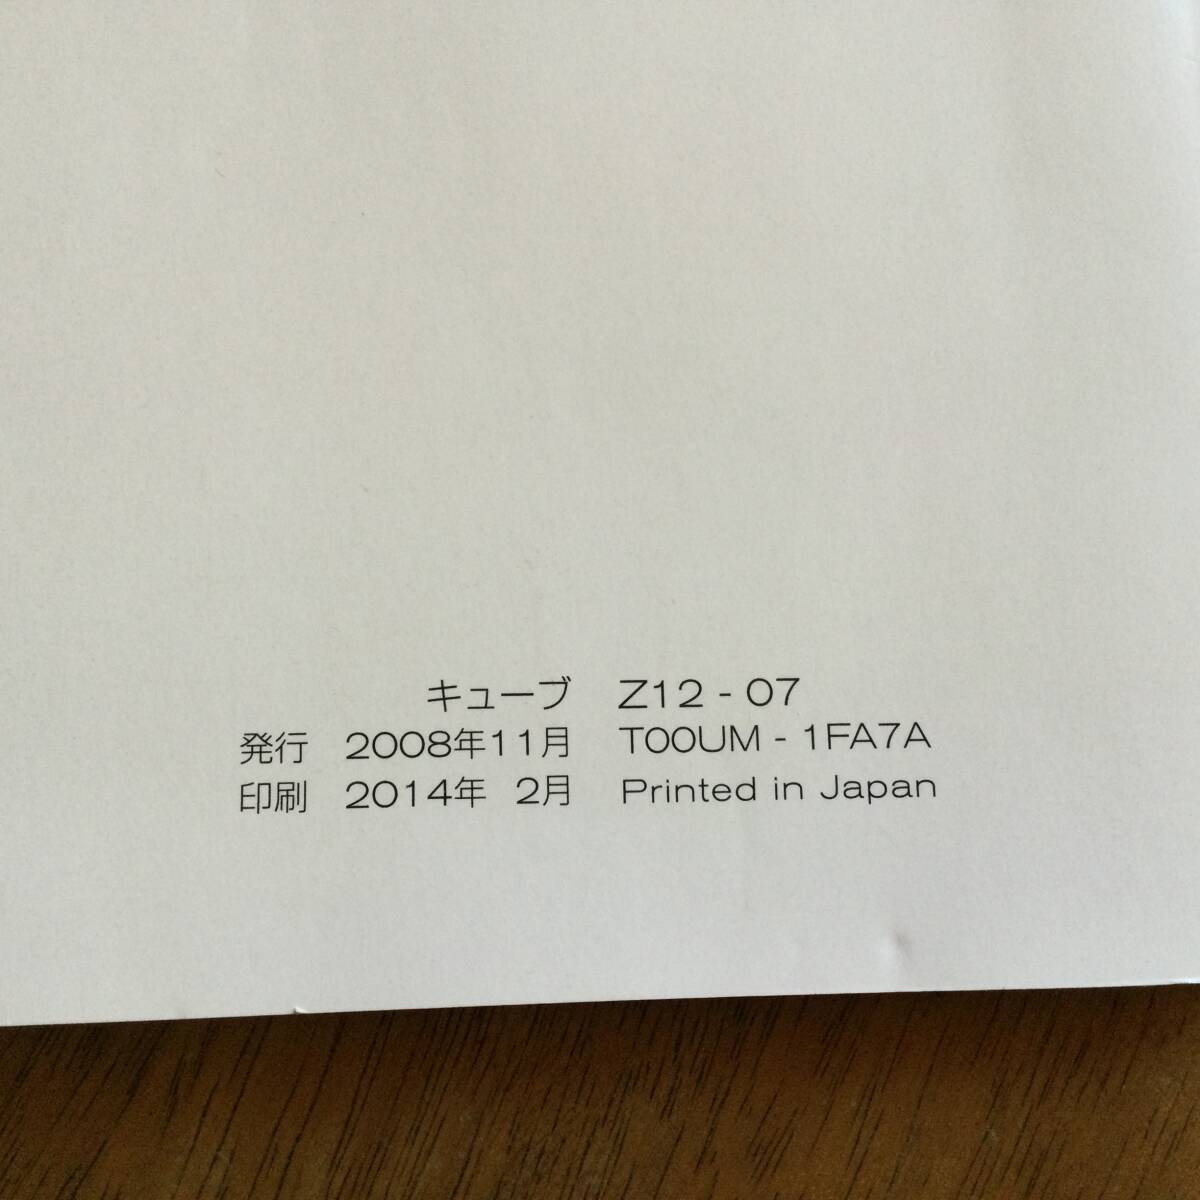 キューブ Z12 - 07
発行 2008年11月 T00UM - 1FA7A
印刷 2014年 2月 Printed in Japan